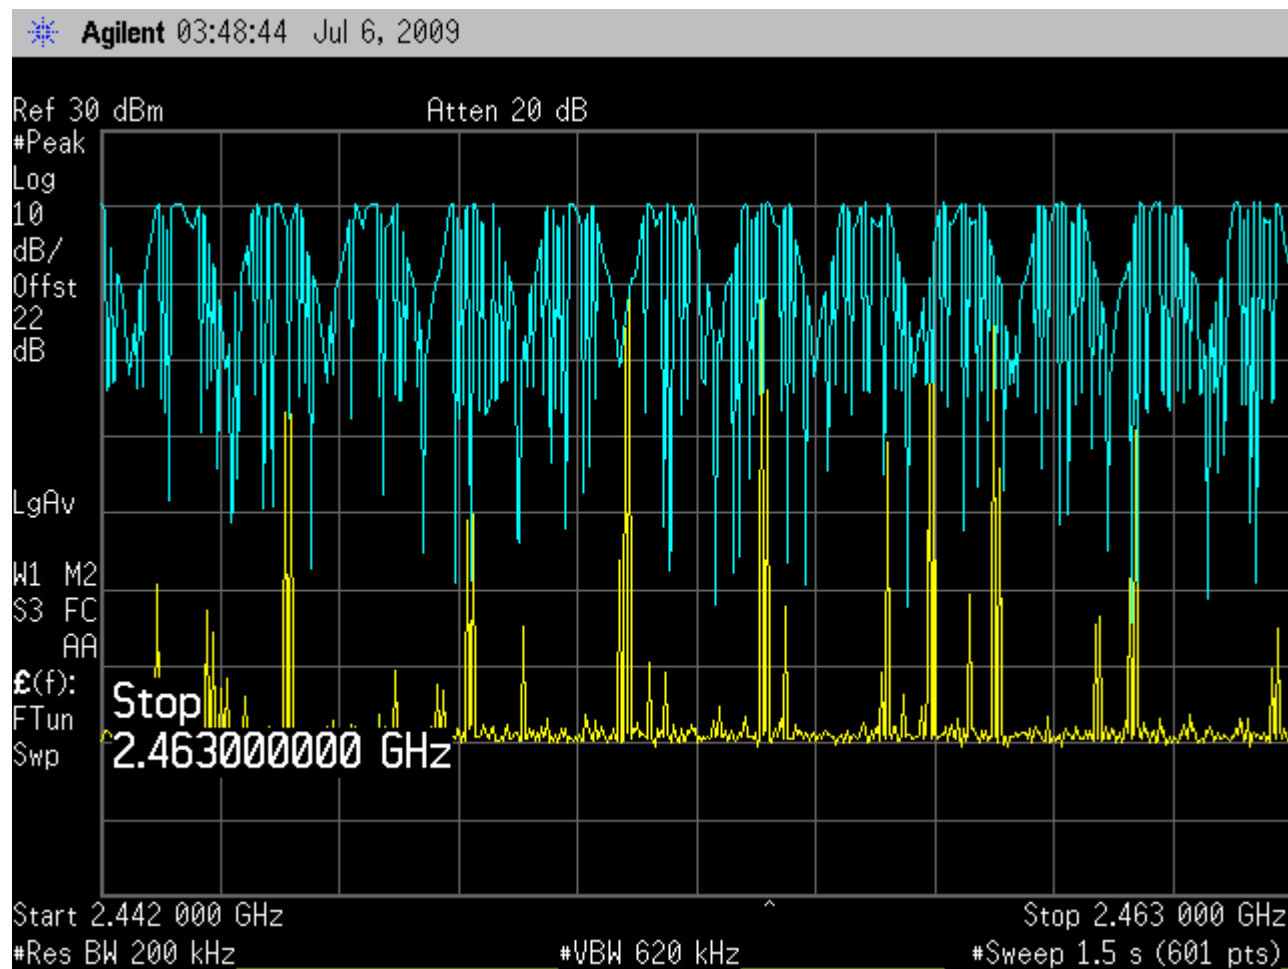 Agilent 03:48:44 Jul 6, 2009
Ref 30 dBm Atten 20 dB
#Peak
Log
10
dB/
Offst
22
dB
LgAv
W1 M2
S3 FC
AA
£(f):
FTun
Swp
Stop
2.463000000 GHz
Start 2.442 000 GHz Stop 2.463 000 GHz
#Res BW 200 kHz #VBW 620 kHz #Sweep 1.5 s (601 pts)